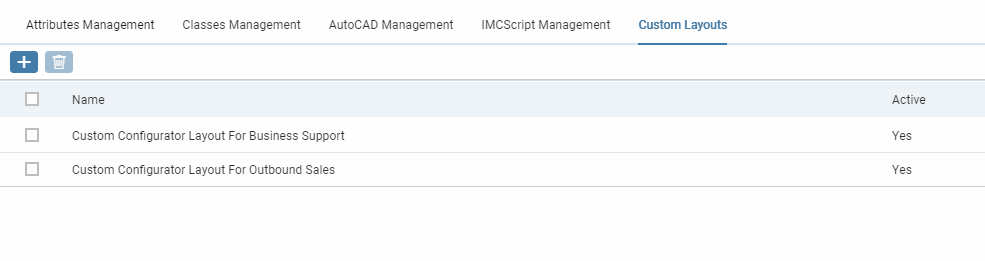 Attributes Management Classes Management AutoCAD Management IMCScript Management Custom Layouts
Name Active
Custom Configurator Layout For Business Support Yes
Custom Configurator Layout For Outbound Sales Yes